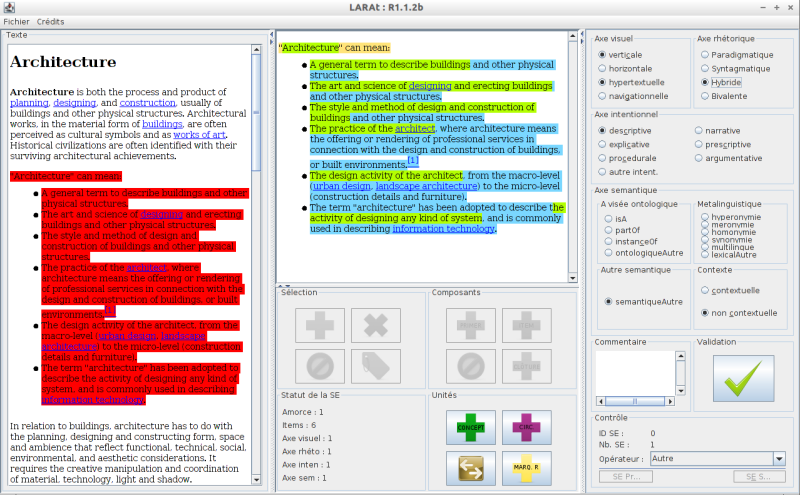 LARAt : R1.1.2b
Fichier Crédits
Texte
Architecture
Architecture is both the process and product of
planning, designing, and construction, usually of
buildings and other physical structures. Architectural
works, in the material form of buildings, are often
perceived as cultural symbols and as works of art.
Historical civilizations are often identified with their
surviving architectural achievements.
"Architecture" can mean:
A general term to describe buildings and other
physical structures.
The art and science of designing and erecting
buildings and other physical structures.
The style and method of design and
construction of buildings and other physical
structures.
The practice of the architect, where
architecture means the offering or rendering
of professional services in connection with the
design and construction of buildings, or built
environments.[1]
The design activity of the architect, from the
macro-level (urban design, landscape
architecture) to the micro-level (construction
details and furniture).
The term "architecture" has been adopted to
describe the activity of designing any kind of
system, and is commonly used in describing
information technology.
In relation to buildings, architecture has to do with
the planning, designing and constructing form, space
and ambience that reflect functional, technical, social,
environmental, and aesthetic considerations. It
requires the creative manipulation and coordination
of material, technology, light and shadow.
"Architecture" can mean:
A general term to describe buildings and other physical
structures.
The art and science of designing and erecting buildings
and other physical structures.
The style and method of design and construction of
buildings and other physical structures.
The practice of the architect, where architecture means
the offering or rendering of professional services in
connection with the design and construction of buildings,
or built environments.[1]
The design activity of the architect, from the macro-level
(urban design, landscape architecture) to the micro-level
(construction details and furniture).
The term "architecture" has been adopted to describe the
activity of designing any kind of system, and is commonly
used in describing information technology.
Sélection
Composants
Statut de la SE
Amorce : 1
Items : 6
Axe visuel : 1
Axe rhéto : 1
Axe inten : 1
Axe sem : 1
Unités
CONCEPT
CIRC.
MARQ. R
Axe visuel
verticale
horizontale
hypertextuelle
navigationnelle
Axe rhétorique
Paradigmatique
Syntagmatique
Hybride
Bivalente
Axe intentionnel
descriptive
narrative
explicative
prescriptive
procédurale
argumentative
autre intent.
Axe semantique
A visée ontologique
isA
partOf
instanceOf
ontologiqueAutre
Metalinguistique
hyperonymie
meronymie
homonymie
synonymie
multilinque
lexicalAutre
Autre semantique
semantiqueAutre
Contexte
contextuelle
non contextuelle
Commentaire
Validation
Contrôle
ID SE : 0
Nb. SE : 1
Opérateur : Autre
SE Pr...
SE S...